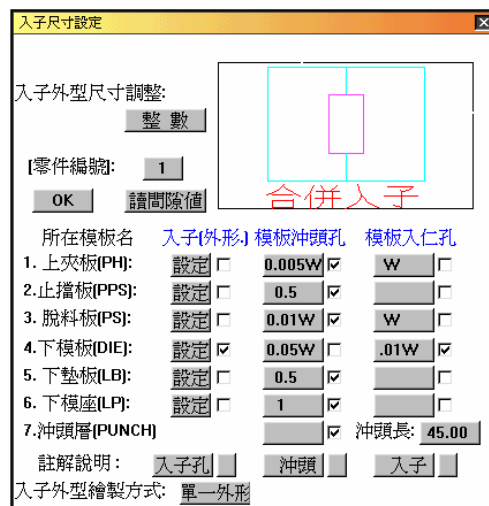 入子尺寸設定
入子外型尺寸調整:
整 數
[零件編號]: 1
OK 讀間隙值
合併入子
所在模板名 入子(外形.) 模板沖頭孔 模板入仁孔
1. 上夾板(PH): 設定 0.005W W
2.止擋板(PPS): 設定 0.5
3. 脫料板(PS): 設定 0.01W W
4.下模板(DIE): 設定 0.05W .01W
5. 下墊板(LB): 設定 0.5
6. 下模座(LP): 設定 1
7.沖頭層(PUNCH) 沖頭長: 45.00
註解說明: 入子孔 沖頭 入子
入子外型繪製方式: 單一外形